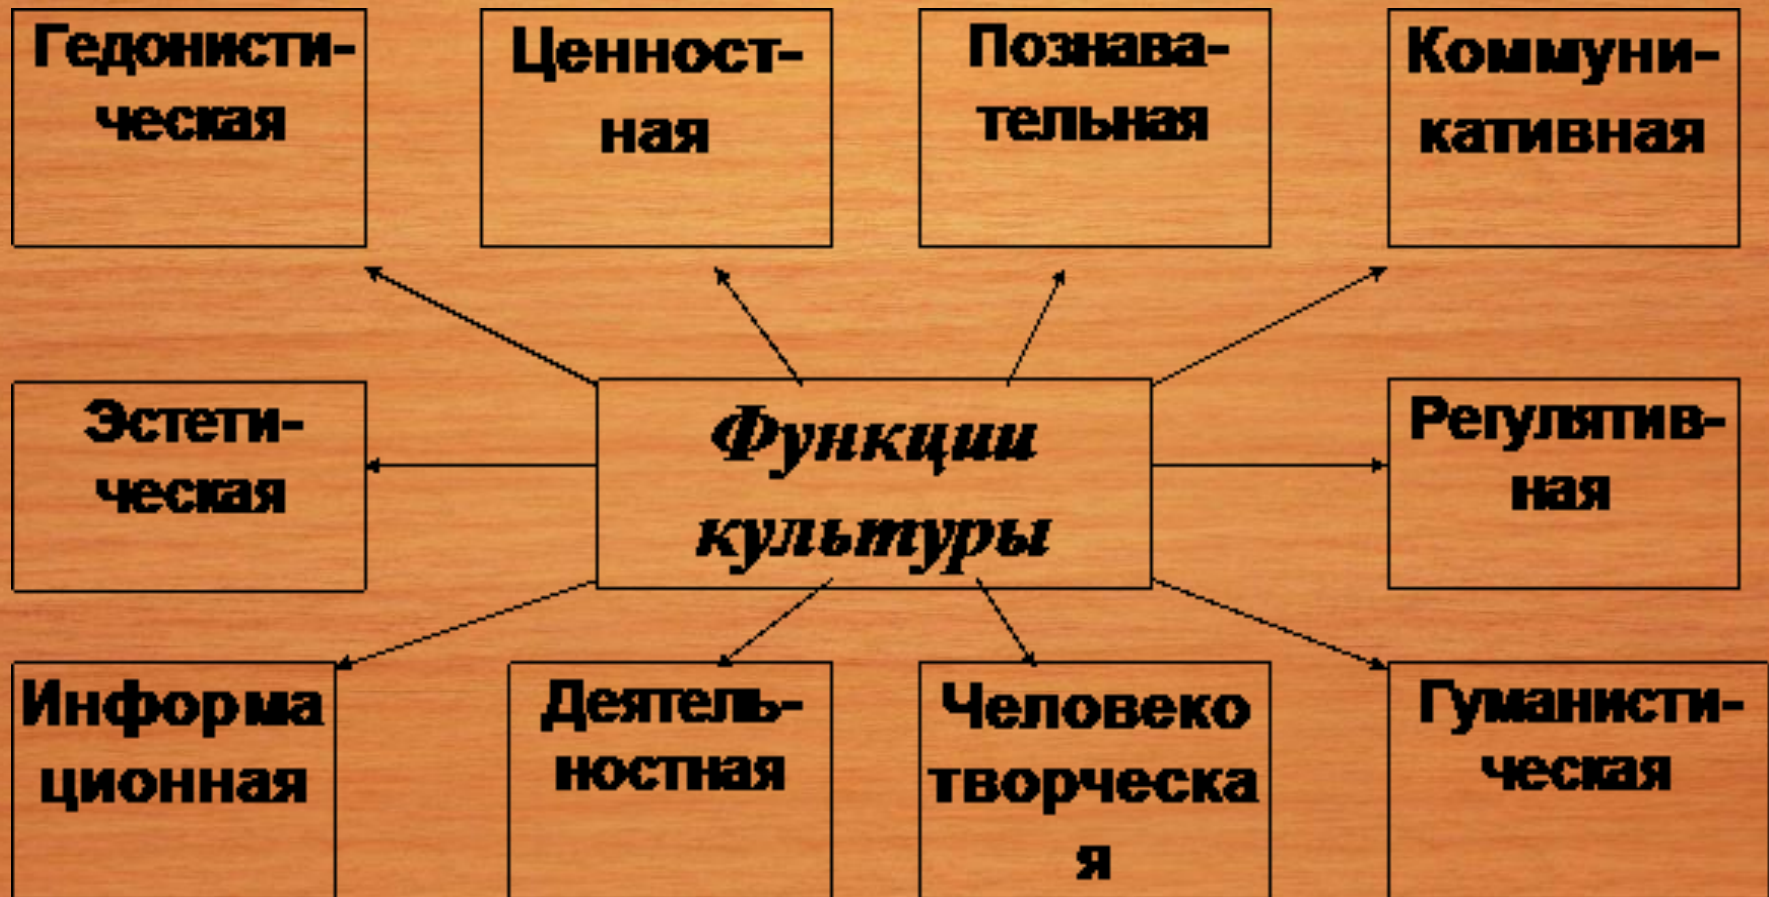 Гедонисти-
ческая
Ценност-
ная
Познава-
тельная
Коммуни-
кативная
Эстети-
ческая
Функции
культуры
Регулятив-
ная
Информа
ционная
Деятель-
ностная
Человеко
творческа
я
Гуманисти-
ческая